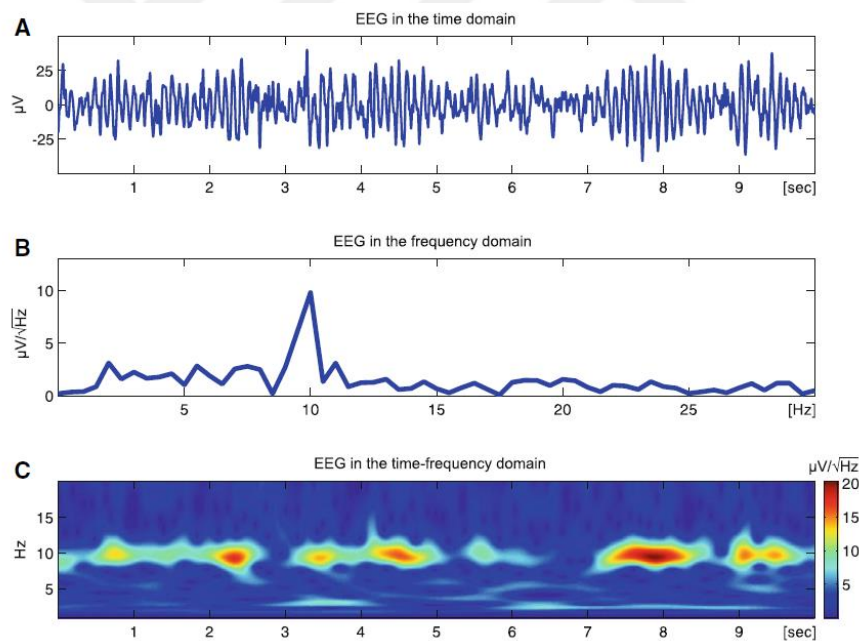 A
EEG in the time domain
25
0
-25
µV
1 2 3 4 5 6 7 8 9 [sec]
B
EEG in the frequency domain
10
5
0
µV/√Hz
5 10 15 20 25 [Hz]
C
EEG in the time-frequency domain
µV/√Hz
15
10
5
Hz
20
15
10
5
0
1 2 3 4 5 6 7 8 9 [sec]